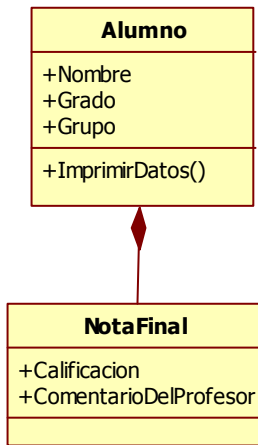 Alumno
+Nombre
+Grado
+Grupo
+ImprimirDatos()
NotaFinal
+Calificacion
+ComentarioDelProfesor